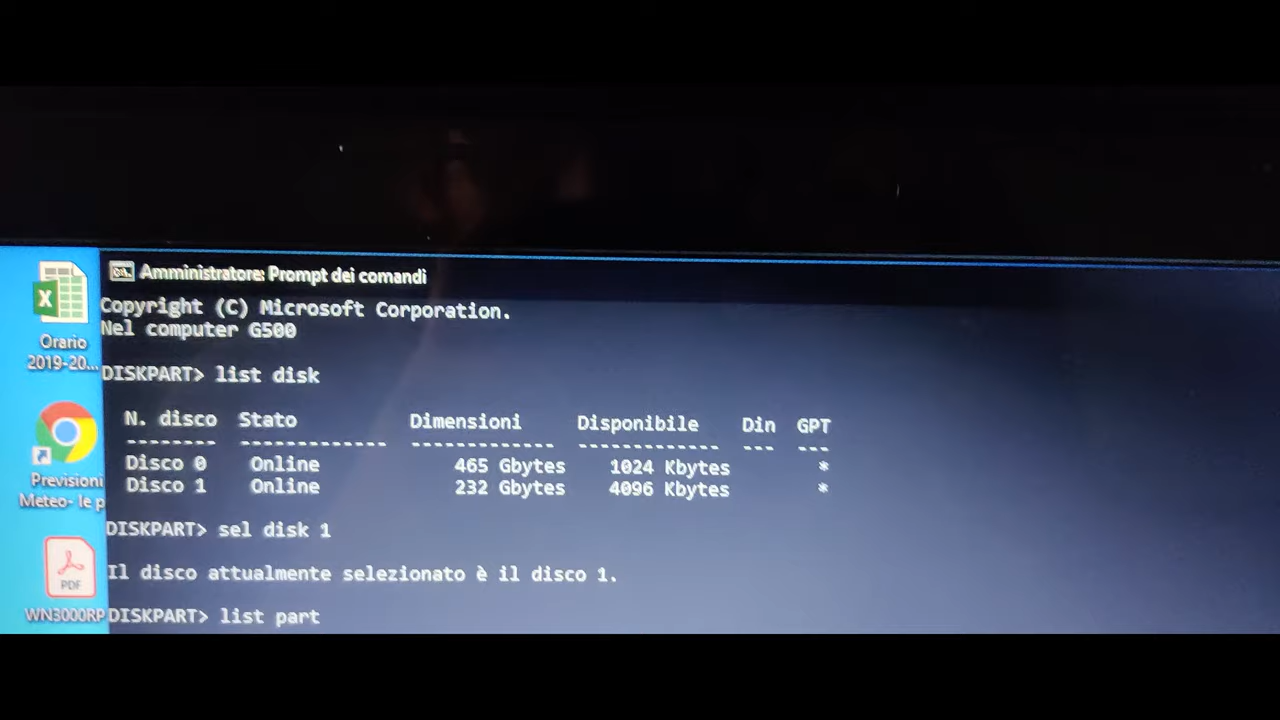 Amministratore: Prompt dei comandi
Copyright (C) Microsoft Corporation.
Nel computer G500
DISKPART> list disk
N. disco Stato Dimensioni Disponibile Din GPT
-------- ------------- ------------- ------------- --- ---
Disco 0 Online 465 Gbytes 1024 Kbytes *
Disco 1 Online 232 Gbytes 4096 Kbytes *
DISKPART> sel disk 1
Il disco attualmente selezionato è il disco 1.
DISKPART> list part
Orario
2019-20...
Previsioni
Meteo- le p
PDF
WN3000RP